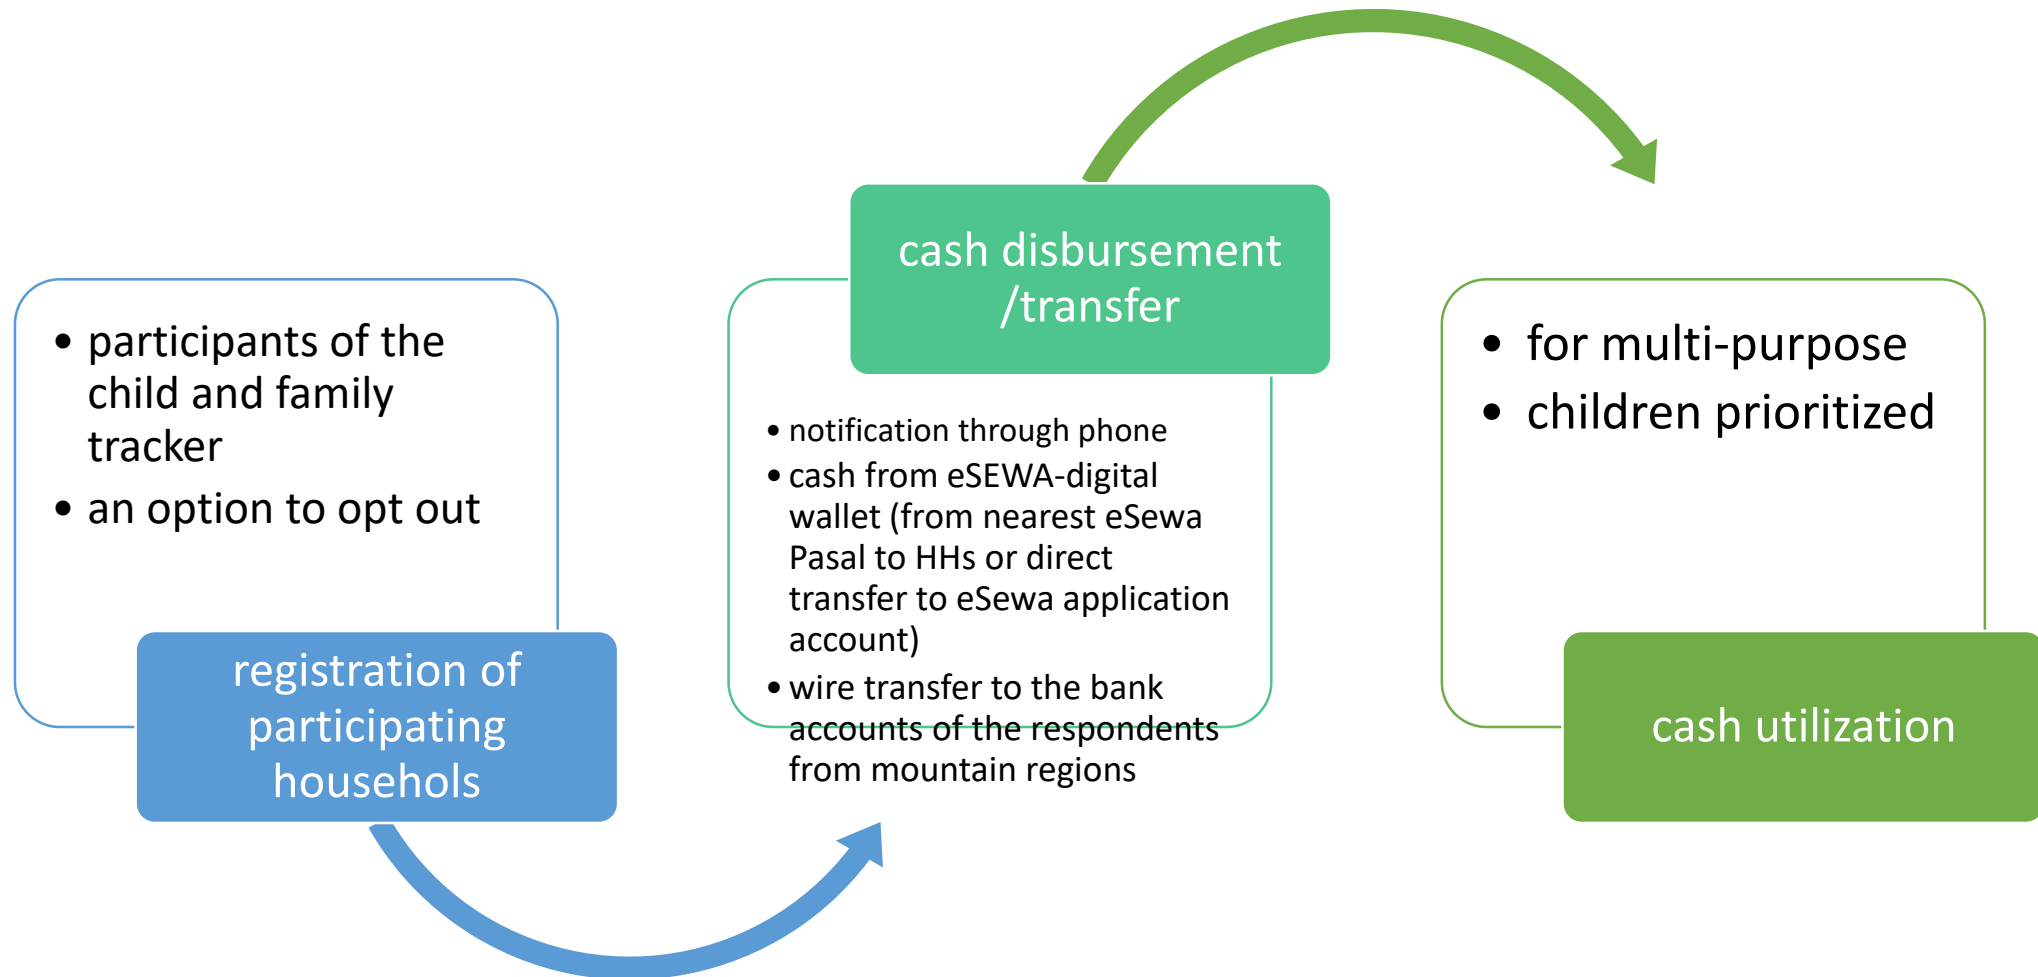 • participants of the
child and family
tracker
• an option to opt out
registration of
participating
househols
cash disbursement
/transfer
• notification through phone
• cash from eSEWA-digital
wallet (from nearest eSewa
Pasal to HHs or direct
transfer to eSewa application
account)
• wire transfer to the bank
accounts of the respondents
from mountain regions
• for multi-purpose
• children prioritized
cash utilization